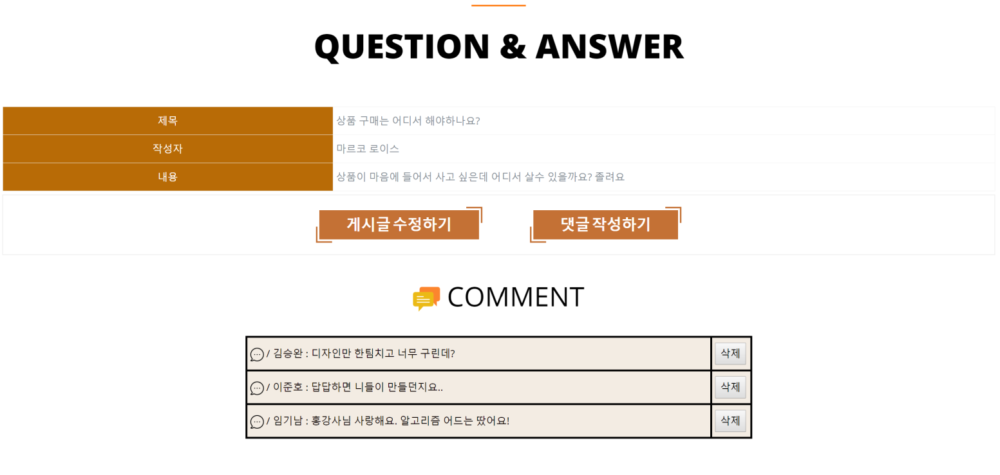 QUESTION & ANSWER
제목 상품 구매는 어디서 해야하나요?
작성자 마르코 로이스
내용 상품이 마음에 들어서 사고 싶은데 어디서 살수 있을까요? 졸려요
게시글 수정하기 댓글 작성하기
COMMENT
/ 김승완 : 디자인만 한팀치고 너무 구린데? 삭제
/ 이준호 : 답답하면 니들이 만들던지요.. 삭제
/ 임기남 : 홍강사님 사랑해요. 알고리즘 어드는 땄어요! 삭제